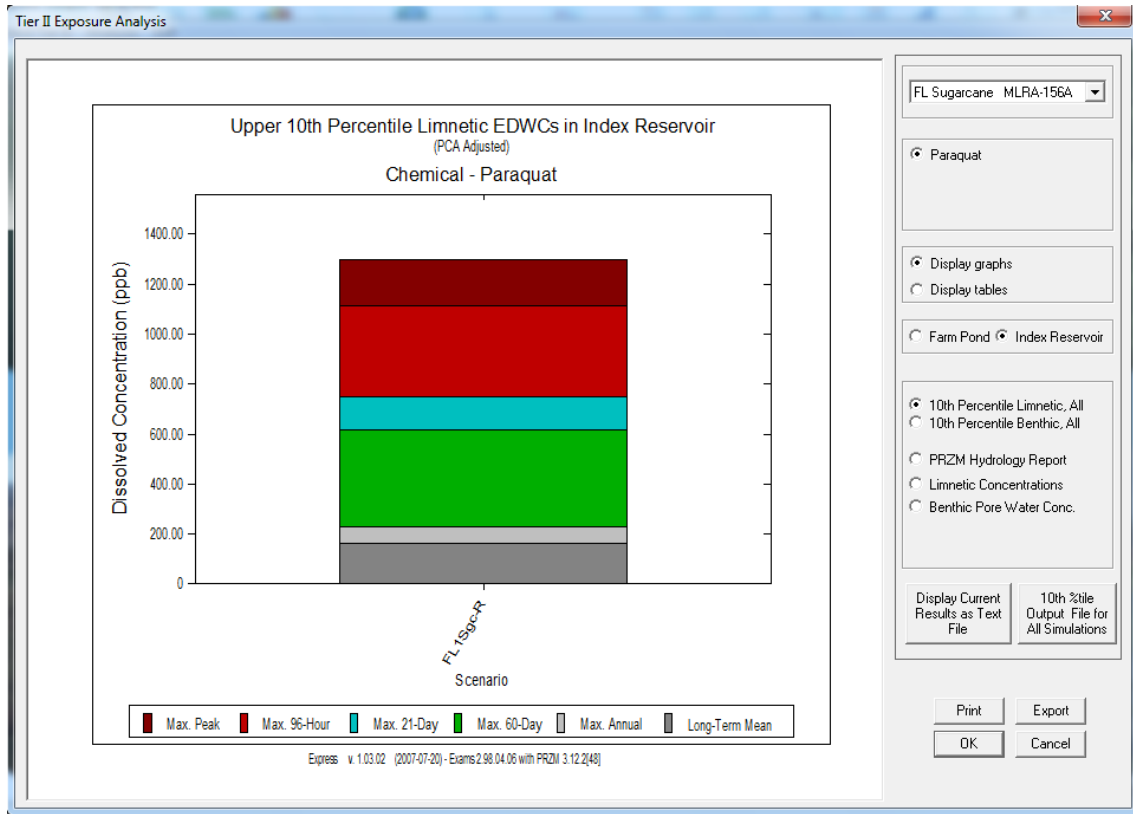 Tier II Exposure Analysis
x
Upper 10th Percentile Limnetic EDWCs in Index Reservoir
(PCA Adjusted)
Chemical - Paraquat
Dissolved Concentration (ppb)
1400.00
1200.00
1000.00
800.00
600.00
400.00
200.00
0
FL1Sgc-R
Scenario
Max. Peak Max. 96-Hour Max. 21-Day Max. 60-Day Max. Annual Long-Term Mean
Express v. 1.03.02 (2007-07-20) - Exams2.98.04.06 with PRZM 3.12.2[48]
FL Sugarcane MLRA-156A
Paraquat
Display graphs
Display tables
Farm Pond Index Reservoir
10th Percentile Limnetic, All
10th Percentile Benthic, All
PRZM Hydrology Report
Limnetic Concentrations
Benthic Pore Water Conc.
Display Current
Results as Text
File
10th %tile
Output File for
All Simulations
Print Export
OK Cancel